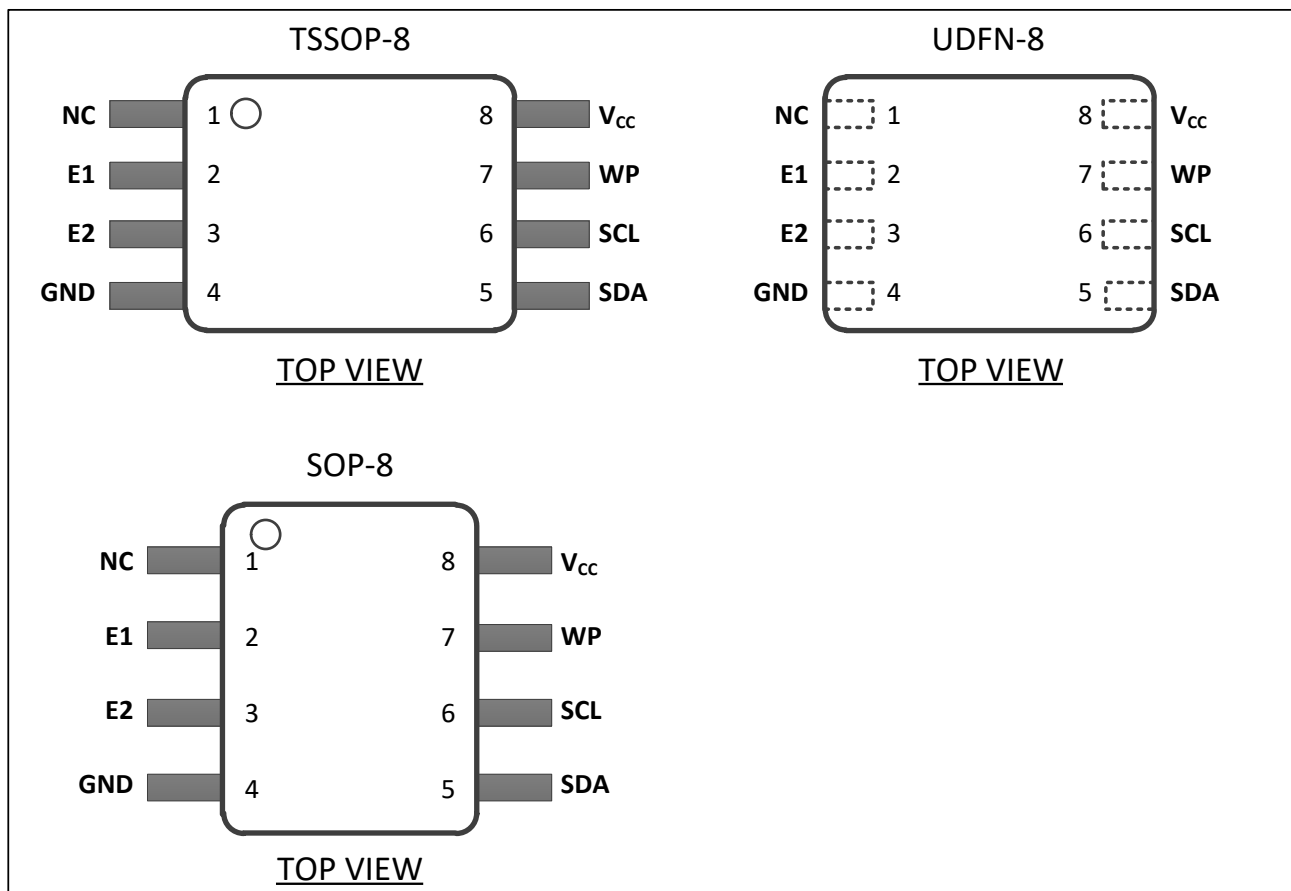 TSSOP-8
NC 1 8 VCC
E1 2 7 WP
E2 3 6 SCL
GND 4 5 SDA
TOP VIEW
UDFN-8
NC 1 8 VCC
E1 2 7 WP
E2 3 6 SCL
GND 4 5 SDA
TOP VIEW
SOP-8
NC 1 8 VCC
E1 2 7 WP
E2 3 6 SCL
GND 4 5 SDA
TOP VIEW